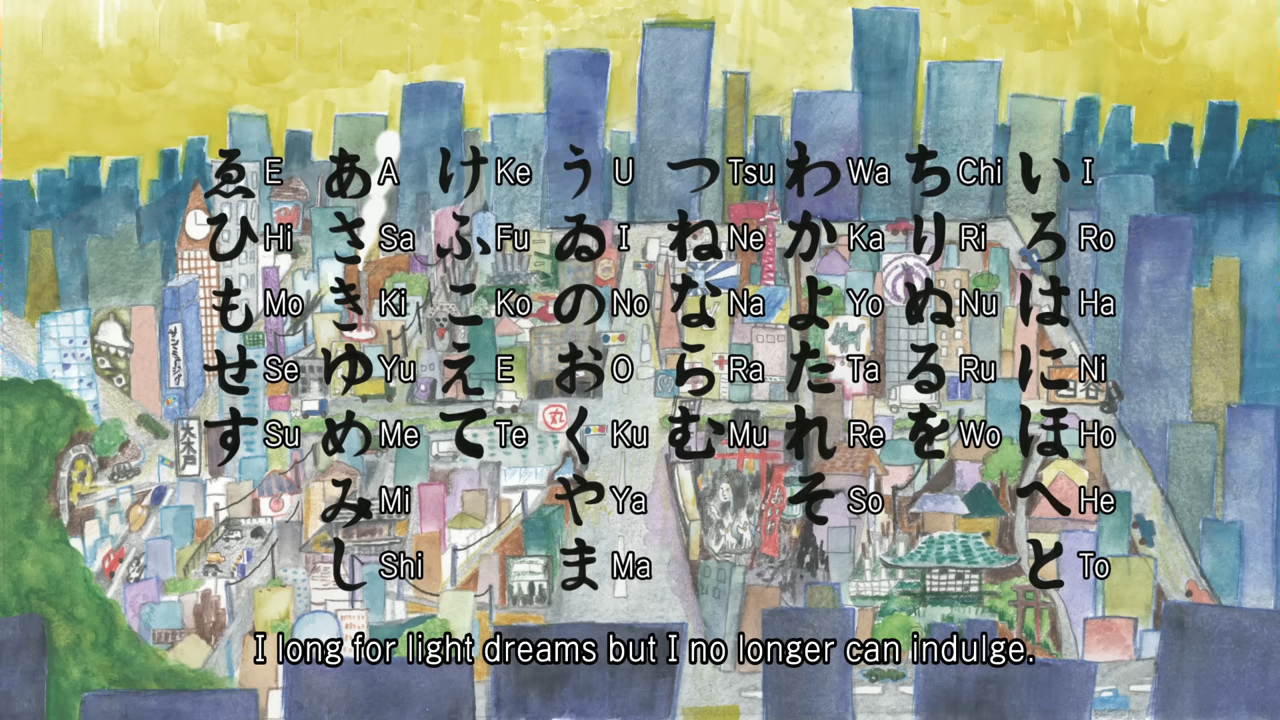 い I
ろ Ro
は Ha
に Ni
ほ Ho
へ He
と To
ち Chi
り Ri
ぬ Nu
る Ru
を Wo
わ Wa
か Ka
よ Yo
た Ta
れ Re
そ So
つ Tsu
ね Ne
な Na
ら Ra
む Mu
う U
ゐ I
の No
お O
く Ku
や Ya
ま Ma
け Ke
ふ Fu
こ Ko
え E
て Te
あ A
さ Sa
き Ki
ゆ Yu
め Me
み Mi
し Shi
ゑ E
ひ Hi
も Mo
せ Se
す Su
大木戸
丸
I long for light dreams but I no longer can indulge.